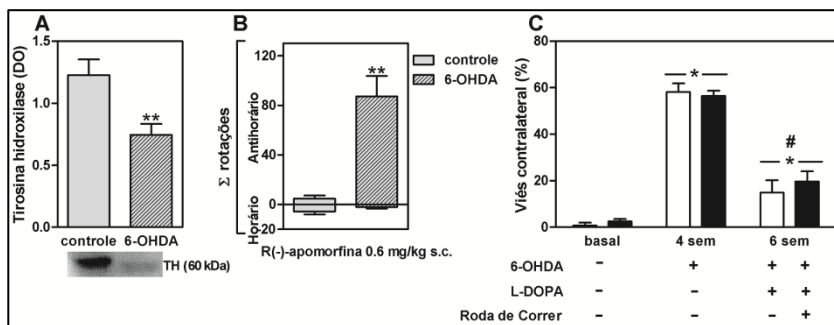 A
Tirosina hidroxilase (DO)
1.5
1.0
0.5
0.0
**
controle 6-OHDA
TH (60 kDa)
B
Σ rotações
Horário Antihorário
120
80
40
0
-20
**
controle
6-OHDA
R(-)-apomorfina 0.6 mg/kg s.c.
C
Viés contralateral (%)
80
60
40
20
0
*
#
*
basal 4 sem 6 sem
6-OHDA - + + +
L-DOPA - - + +
Roda de Correr - - - +